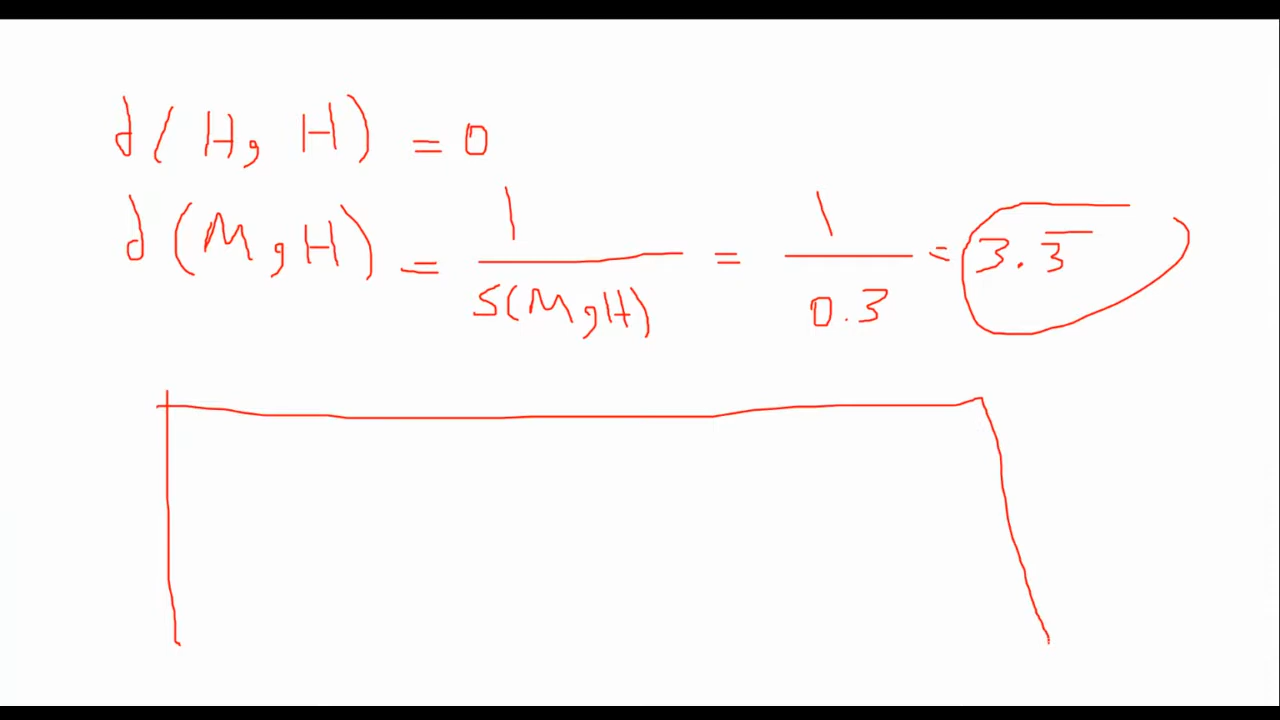 d(H, H) = 0
d(M, H) = 1 / S(M, H) = 1 / 0.3 = 3.3̅